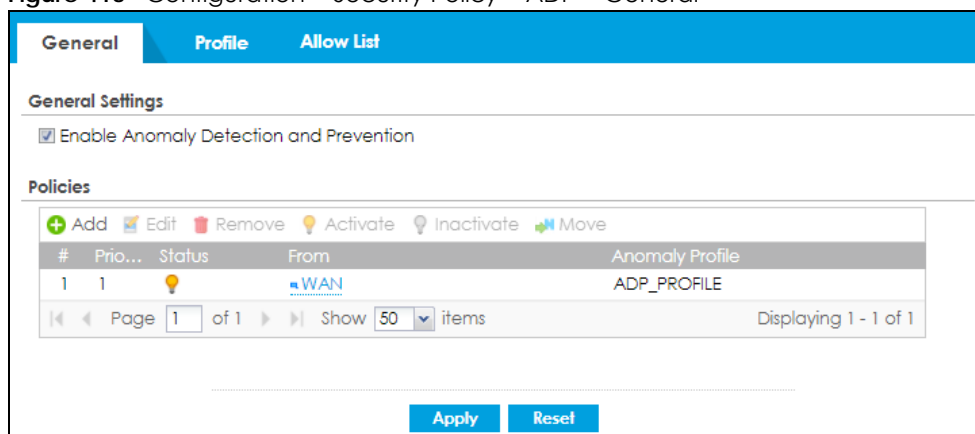 General Profile Allow List
General Settings
Enable Anomaly Detection and Prevention
Policies
Add Edit Remove Activate Inactivate Move
# Prio... Status From Anomaly Profile
1 1 WAN ADP_PROFILE
Page 1 of 1 Show 50 items Displaying 1 - 1 of 1
Apply Reset